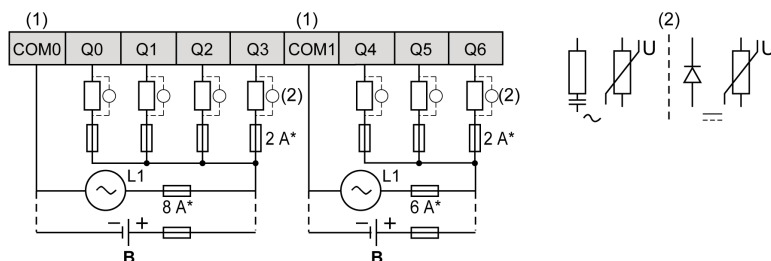 (1) (1) (2)
COM0 Q0 Q1 Q2 Q3 COM1 Q4 Q5 Q6
U U
(2) (2)
2 A* 2 A*
L1 L1
8 A* 6 A*
− + − +
B B